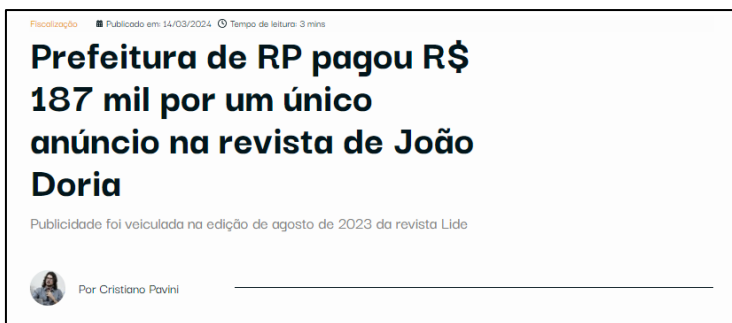 Fiscalização Publicado em: 14/03/2024 Tempo de leitura: 3 mins
Prefeitura de RP pagou R$
187 mil por um único
anúncio na revista de João
Doria
Publicidade foi veiculada na edição de agosto de 2023 da revista Lide
Por Cristiano Pavini